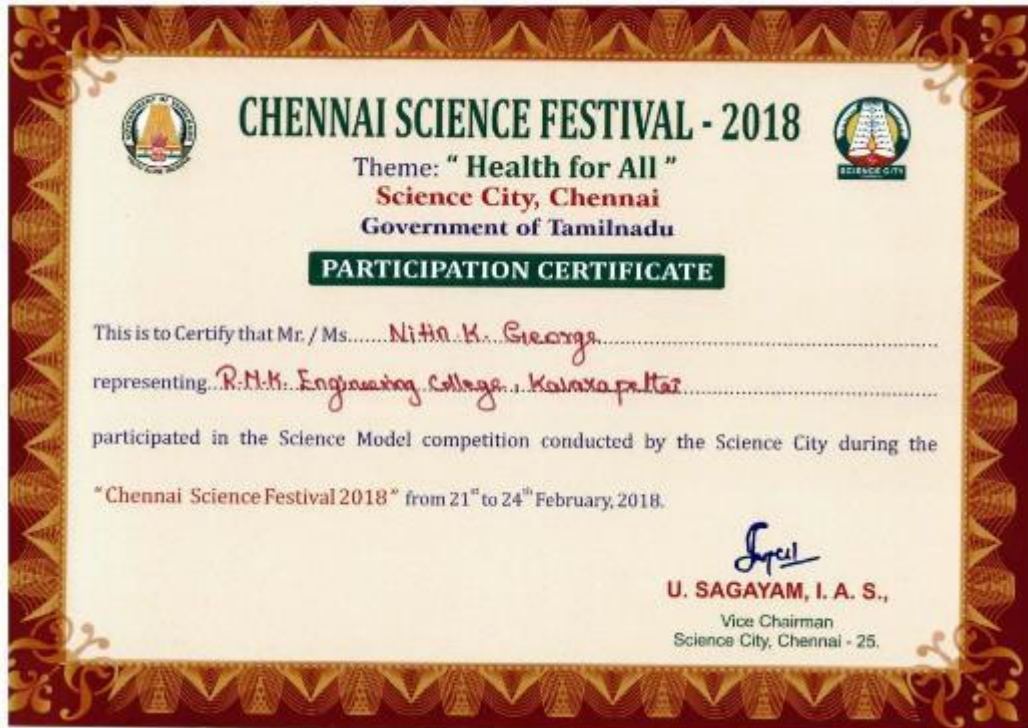 CHENNAI SCIENCE FESTIVAL - 2018
Theme: " Health for All "
Science City, Chennai
Government of Tamilnadu
PARTICIPATION CERTIFICATE
This is to Certify that Mr. / Ms...... Nitin K. George
representing R.M.K. Engineering College, Kavarapettai
participated in the Science Model competition conducted by the Science City during the
"Chennai Science Festival 2018" from 21st to 24th February, 2018.
U. SAGAYAM, I. A. S.,
Vice Chairman
Science City, Chennai - 25.
SCIENCE CITY